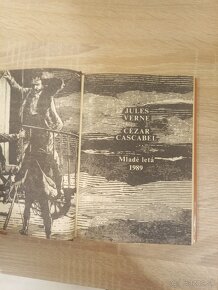 JULES
VERNE
CÉZAR
CASCABEL
Mladé letá
1989